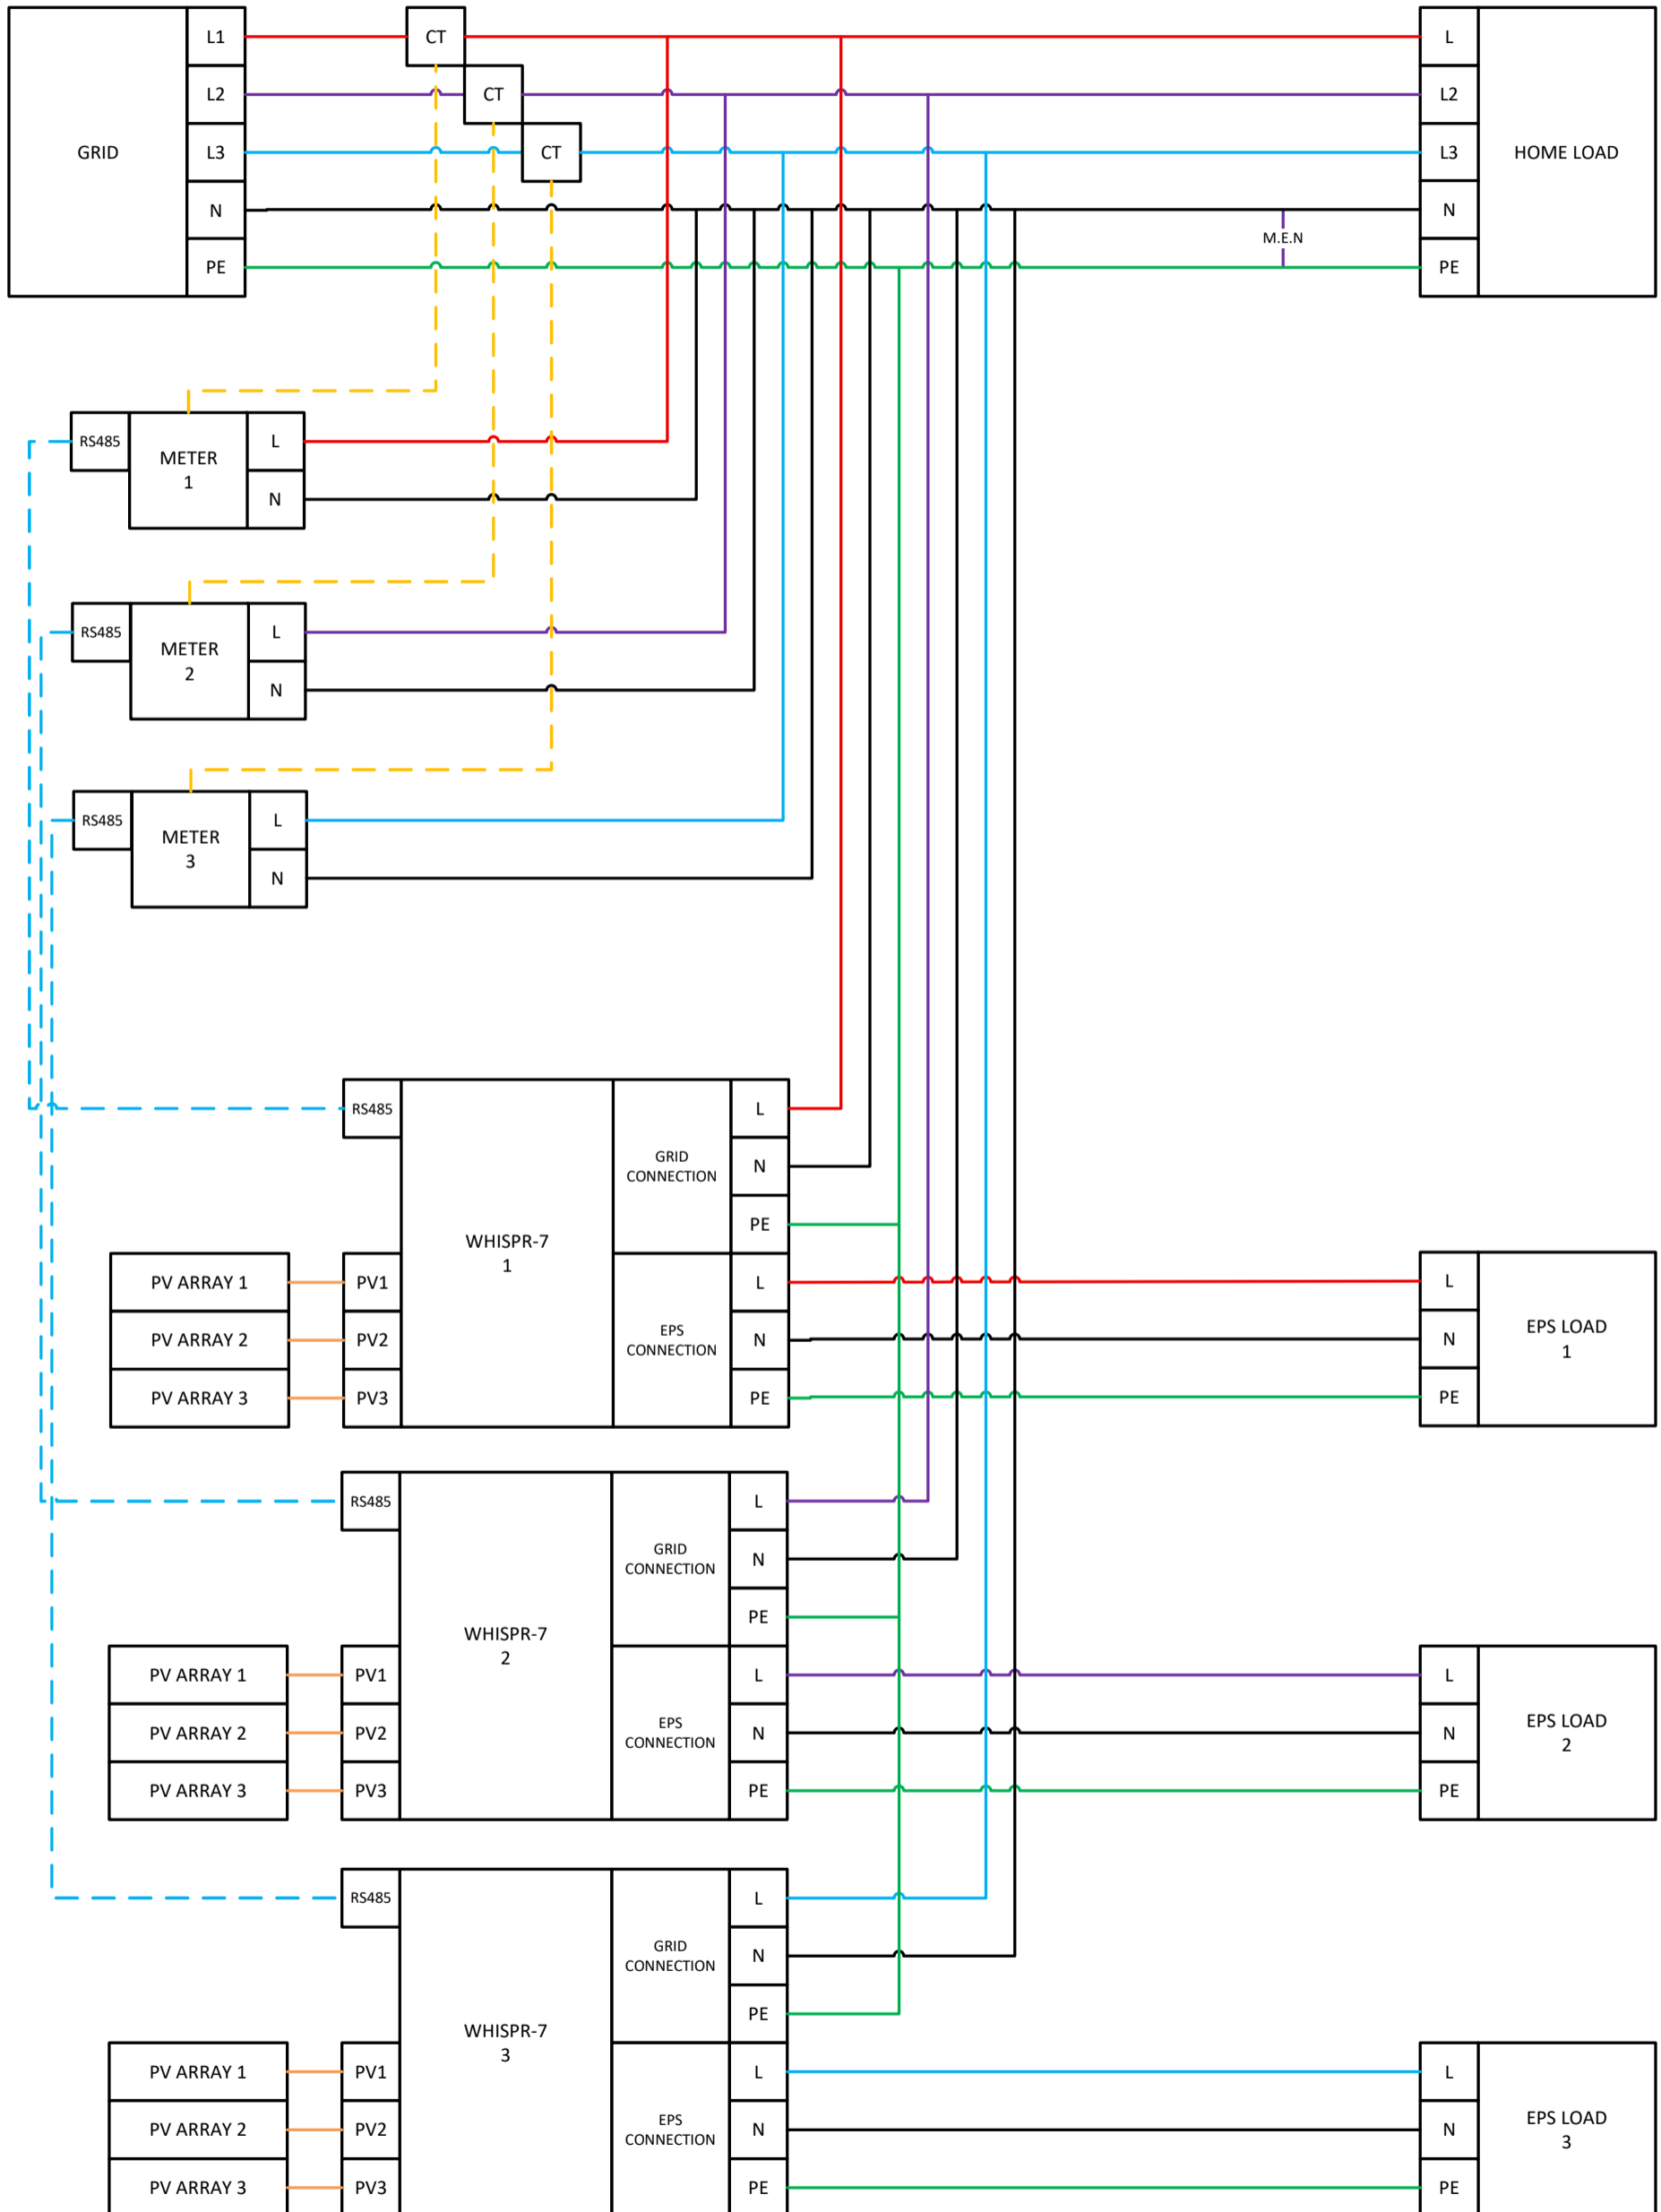 L1
CT
L
L2
CT
L2
GRID
L3
CT
L3
HOME LOAD
N
N
M.E.N
PE
PE
RS485
METER
1
L
N
RS485
METER
2
L
N
RS485
METER
3
L
N
RS485
WHISPR-7
1
GRID
CONNECTION
L
N
PE
PV ARRAY 1
PV1
PV ARRAY 2
PV2
PV ARRAY 3
PV3
EPS
CONNECTION
L
N
PE
L
N
PE
EPS LOAD
1
RS485
WHISPR-7
2
GRID
CONNECTION
L
N
PE
PV ARRAY 1
PV1
PV ARRAY 2
PV2
PV ARRAY 3
PV3
EPS
CONNECTION
L
N
PE
L
N
PE
EPS LOAD
2
RS485
WHISPR-7
3
GRID
CONNECTION
L
N
PE
PV ARRAY 1
PV1
PV ARRAY 2
PV2
PV ARRAY 3
PV3
EPS
CONNECTION
L
N
PE
L
N
PE
EPS LOAD
3